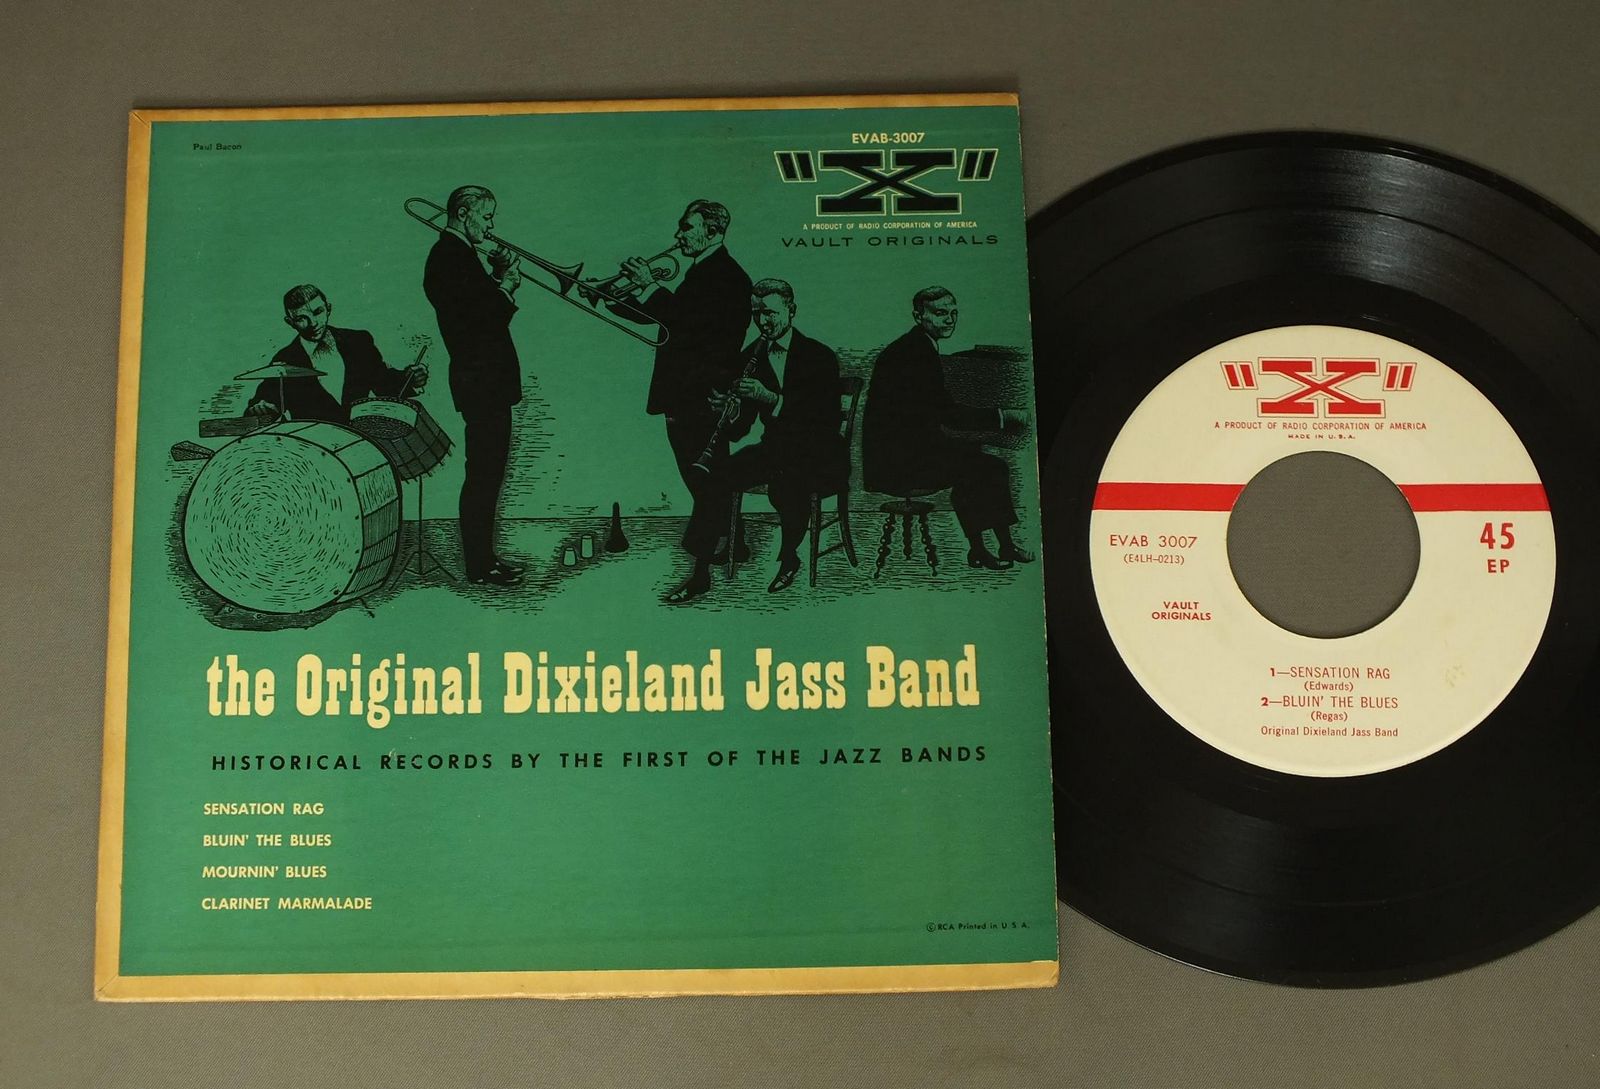 Paul Bacon
EVAB-3007
"X"
A PRODUCT OF RADIO CORPORATION OF AMERICA
VAULT ORIGINALS
the Original Dixieland Jass Band
HISTORICAL RECORDS BY THE FIRST OF THE JAZZ BANDS
SENSATION RAG
BLUIN' THE BLUES
MOURNIN' BLUES
CLARINET MARMALADE
©RCA Printed in U S A.
"X"
A PRODUCT OF RADIO CORPORATION OF AMERICA
MADE IN U.S.A.
EVAB 3007
(E4LH-0213)
45
EP
VAULT
ORIGINALS
1—SENSATION RAG
(Edwards)
2—BLUIN' THE BLUES
(Regas)
Original Dixieland Jass Band